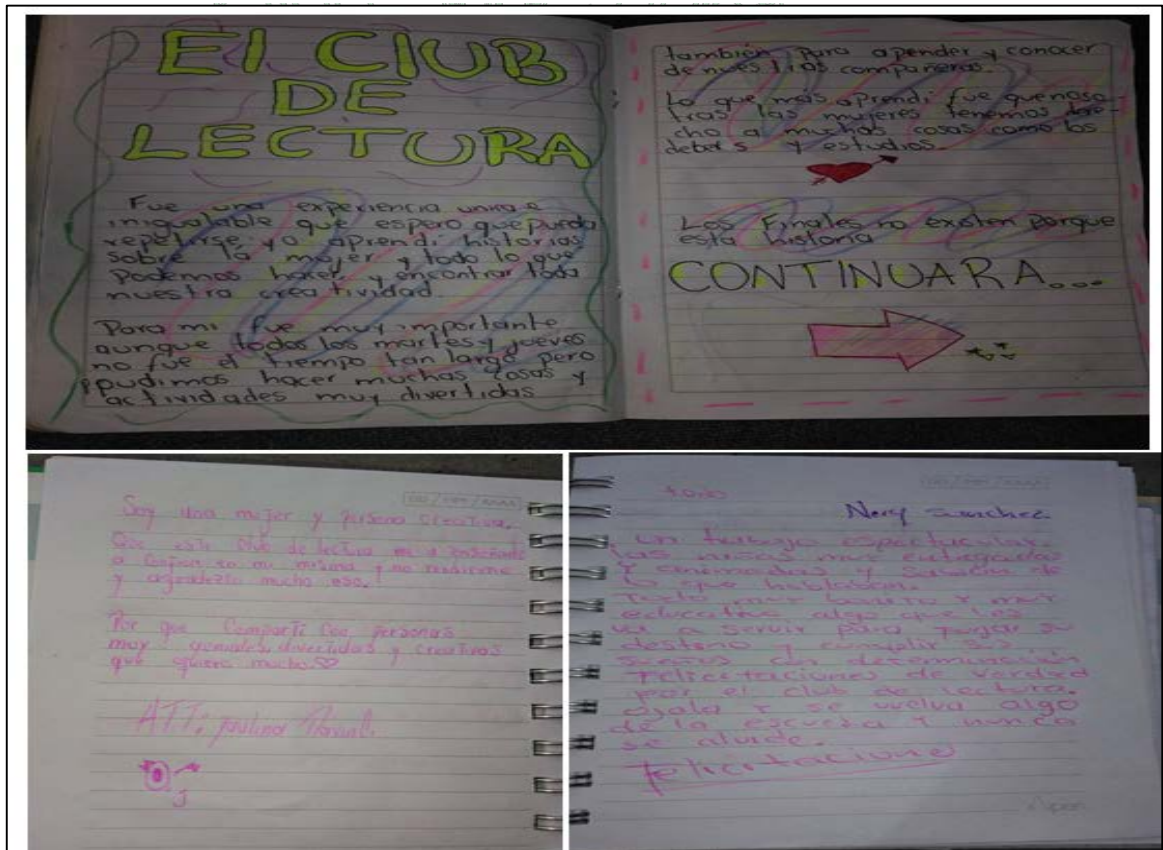 El ClUB
DE
LECTURA
Fue una experiencia unica e
inigualable que espero que pueda
repetirse, yo aprendi historias
sobre la mujer y todo lo que
Podemos hacer y encontrar toda
nuestra creatividad.
Para mi fue muy importante
aunque todos los martes y jueves
no fue el tiempo tan largo pero
pudimos hacer muchas cosas y
actividades muy divertidas
también para apender y conocer
de nuestras compañeras.
Lo que mas aprendi fue que noso-
tras las mujeres tenemos dere-
cho a muchas cosas como los
debers y estudios.
Los Finales no existen porque
esta historia
CONTINUARA...
Soy una mujer y persona creativa.
Que este Club de lectura me a enseñado
a confiar en mi misma y no rendirme
y agradezco mucho eso!
Por que Comparti Con personas
muy geniales, divertidas y creativas
que quiero mucho
ATT: paulina
Nery Sanchez
un trabajo espectacular.
las niñas muy entregadas
Y animadas y sabian de
lo que hablaban.
Todo muy bonito Y muy
educativo algo que les
va a servir para su
destino y cumplir sus
sueños con determinación
Felicitaciones de verdad
por el club de lectura.
Ojala Y se vuelva algo
de la escuela Y nunca
se olvide.
Felicitacione